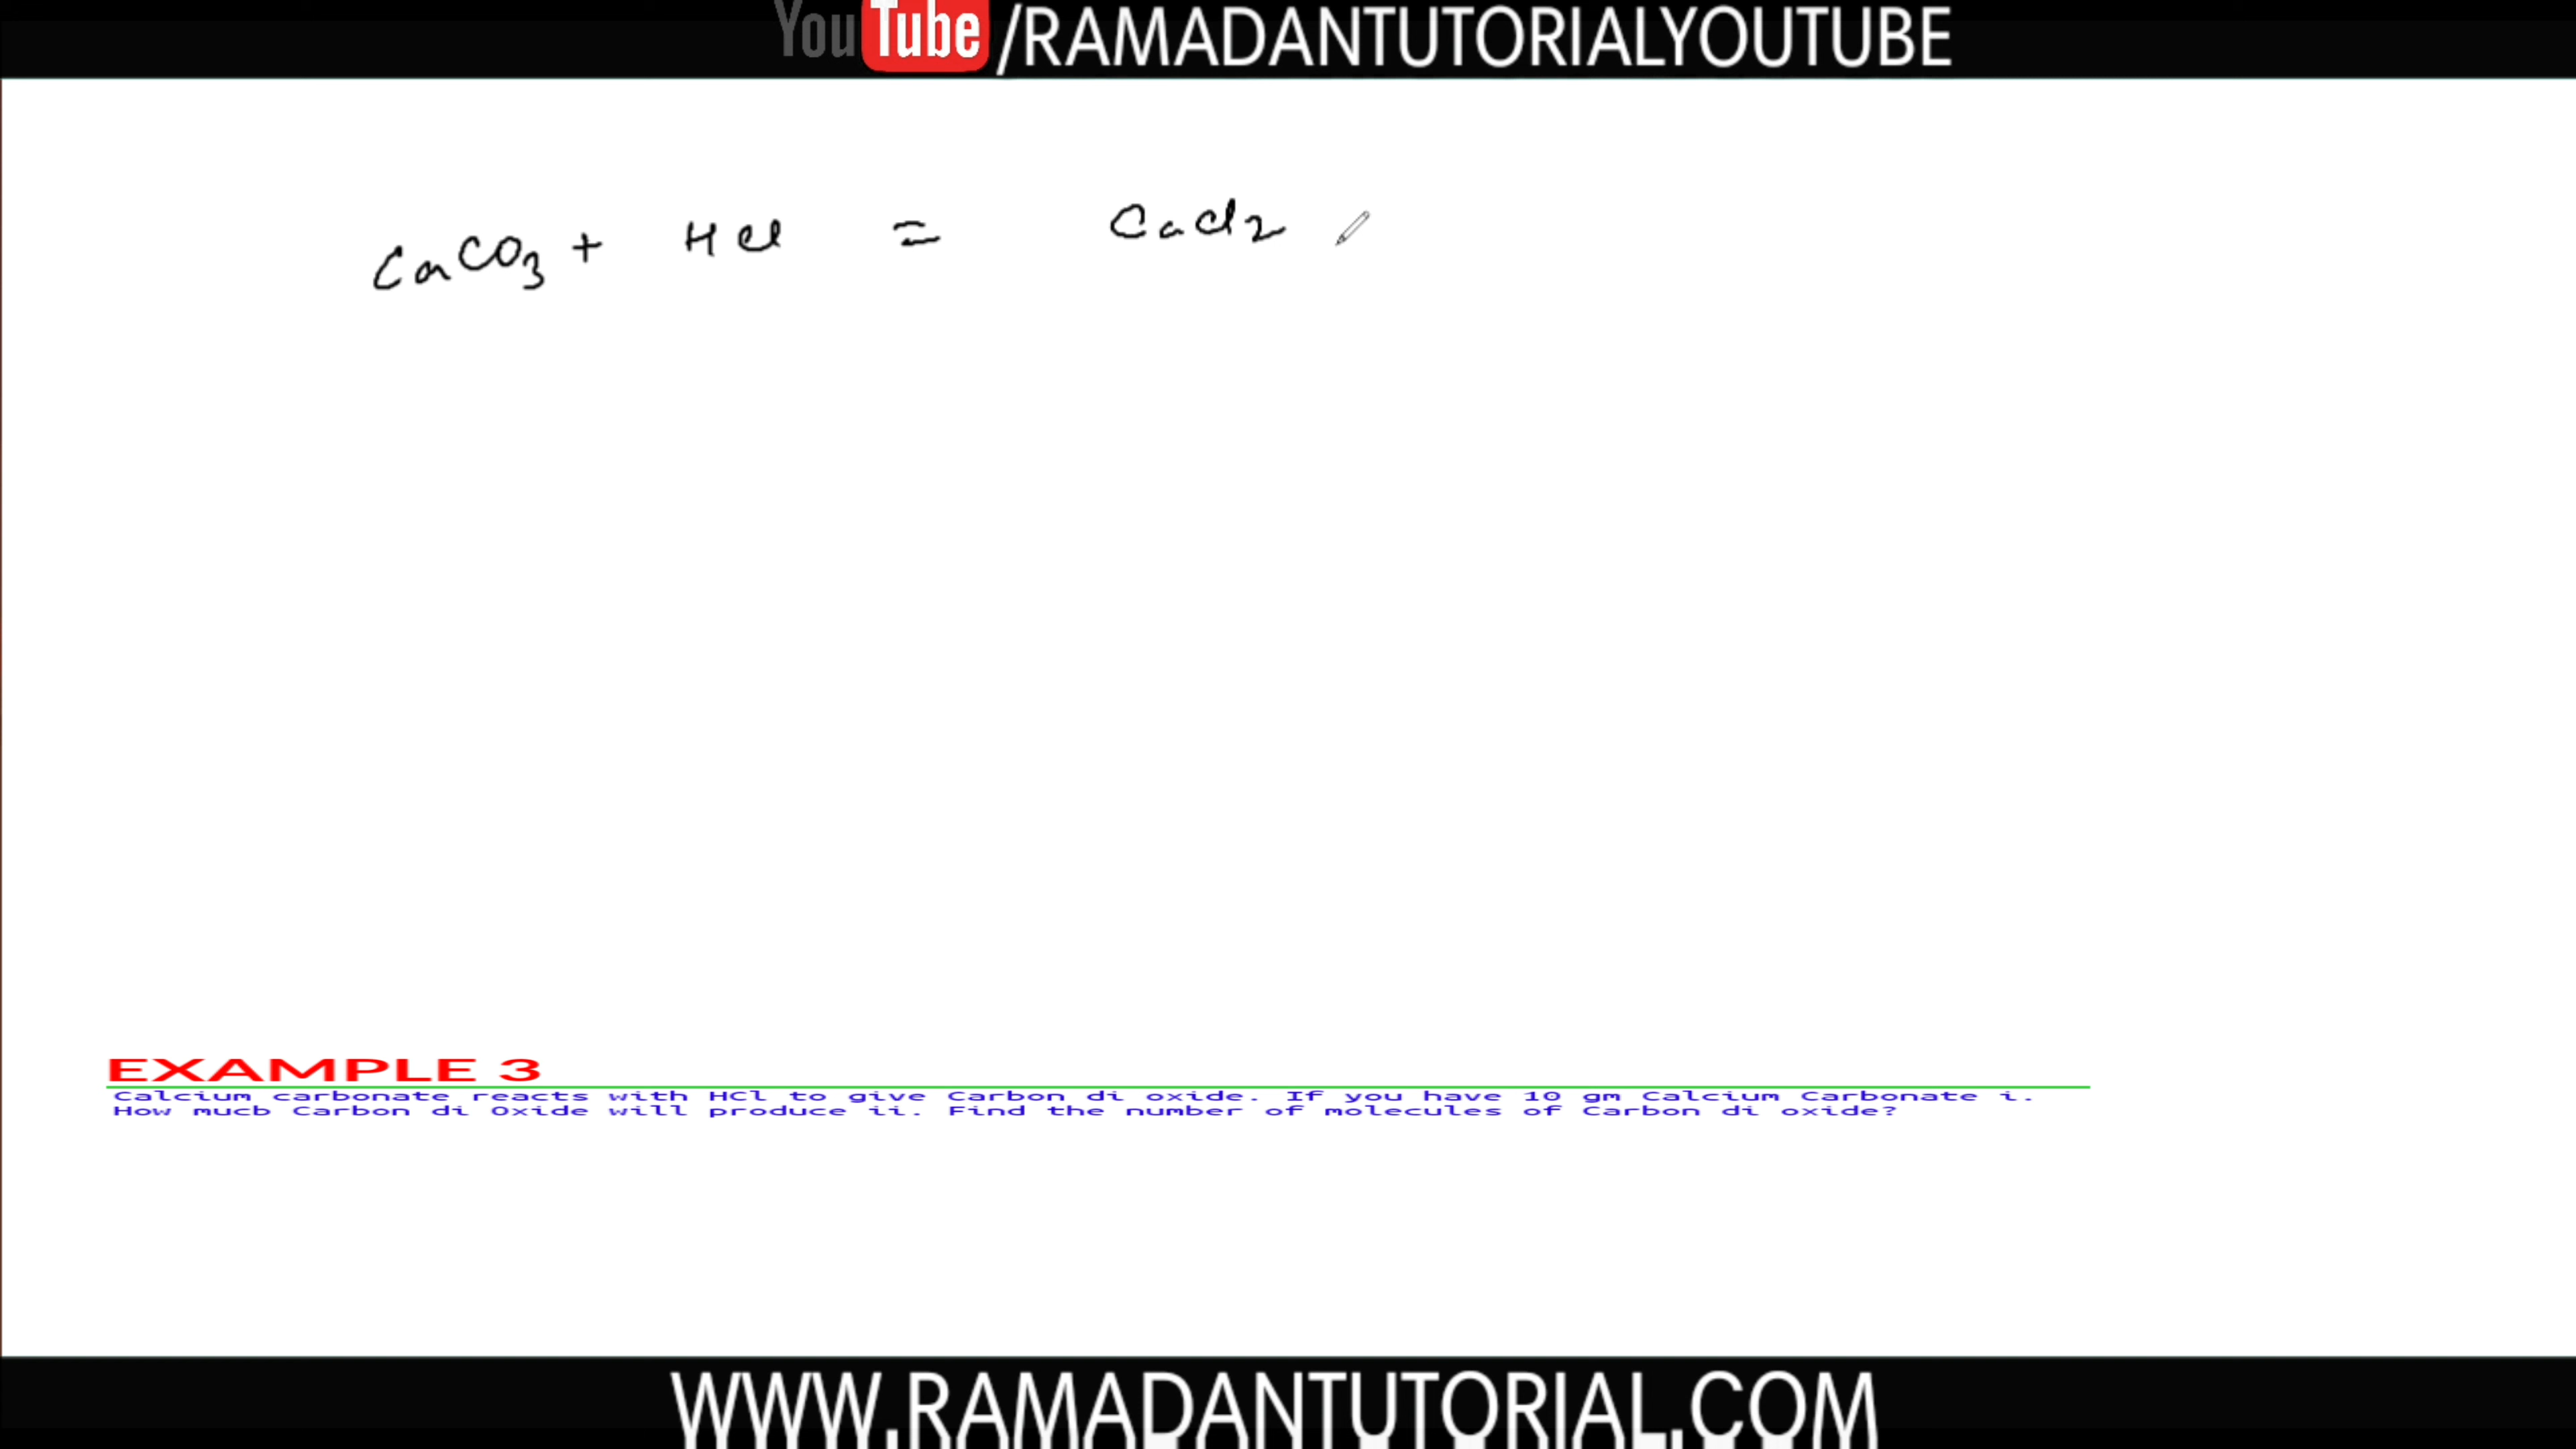 YouTube/RAMADANTUTORIALYOUTUBE
CaCO3 + HCl = CaCl2
EXAMPLE 3
Calcium carbonate reacts with HCl to give Carbon di oxide. If you have 10 gm Calcium Carbonate i.
How mucb Carbon di Oxide will produce ii. Find the number of molecules of Carbon di oxide?
WWW.RAMADANTUTORIAL.COM